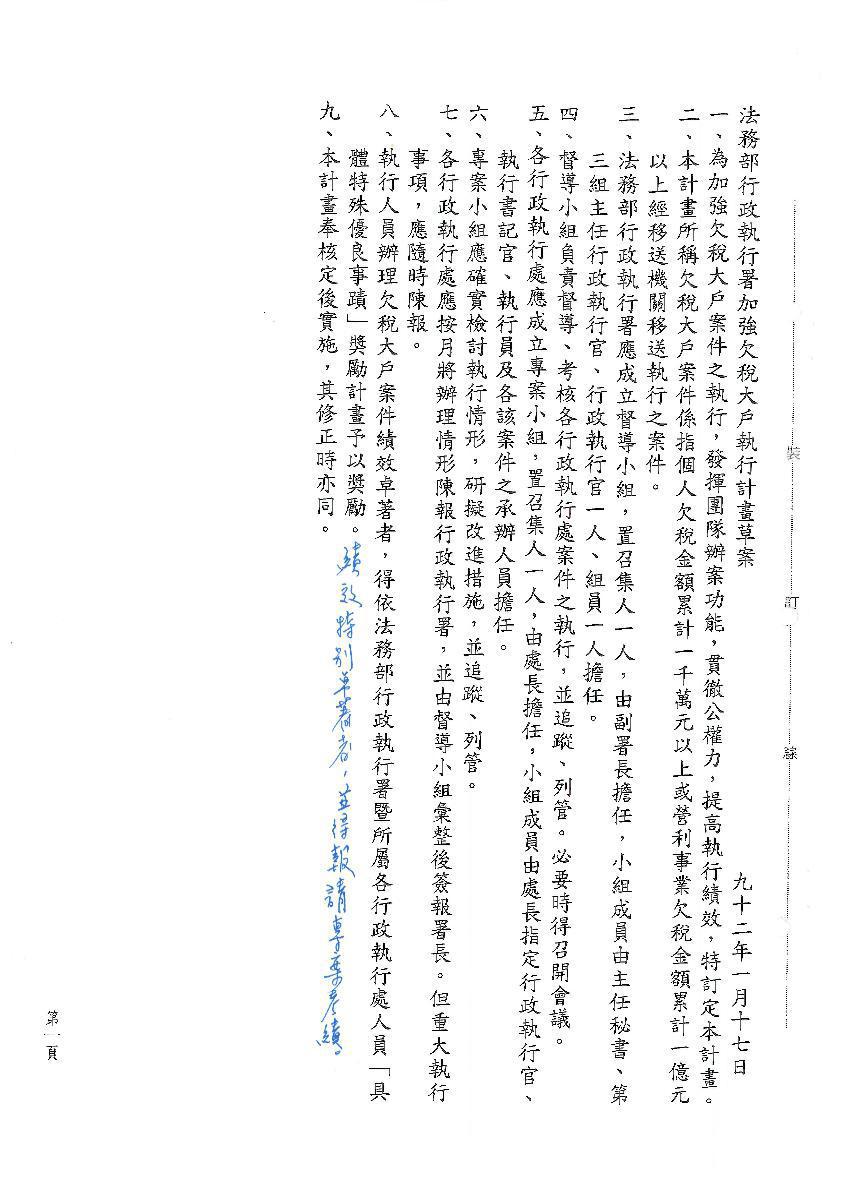 裝
訂
線
法務部行政執行署加強欠稅大戶執行計畫草案
九十二年一月十七日
一、為加強欠稅大戶案件之執行，發揮團隊辦案功能，貫徹公權力，提高執行績效，特訂定本計畫。
二、本計畫所稱欠稅大戶案件係指個人欠稅金額累計一千萬元以上或營利事業欠稅金額累計一億元
以上經移送機關移送執行之案件。
三、法務部行政執行署應成立督導小組，置召集人一人，由副署長擔任，小組成員由主任秘書、第
三組主任行政執行官、行政執行官一人、組員一人擔任。
四、督導小組負責督導、考核各行政執行處案件之執行，並追蹤、列管。必要時得召開會議。
五、各行政執行處應成立專案小組，置召集人一人，由處長擔任，小組成員由處長指定行政執行官、
執行書記官、執行員及各該案件之承辦人員擔任。
六、專案小組應確實檢討執行情形，研擬改進措施，並追蹤、列管。
七、各行政執行處應按月將辦理情形陳報行政執行署，並由督導小組彙整後簽報署長。但重大執行
事項，應隨時陳報。
八、執行人員辦理欠稅大戶案件績效卓著者，得依法務部行政執行署暨所屬各行政執行處人員「具
體特殊優良事蹟」獎勵計畫予以獎勵。績效特別卓著者，並得報請專案考績。
九、本計畫奉核定後實施，其修正時亦同。
第一頁